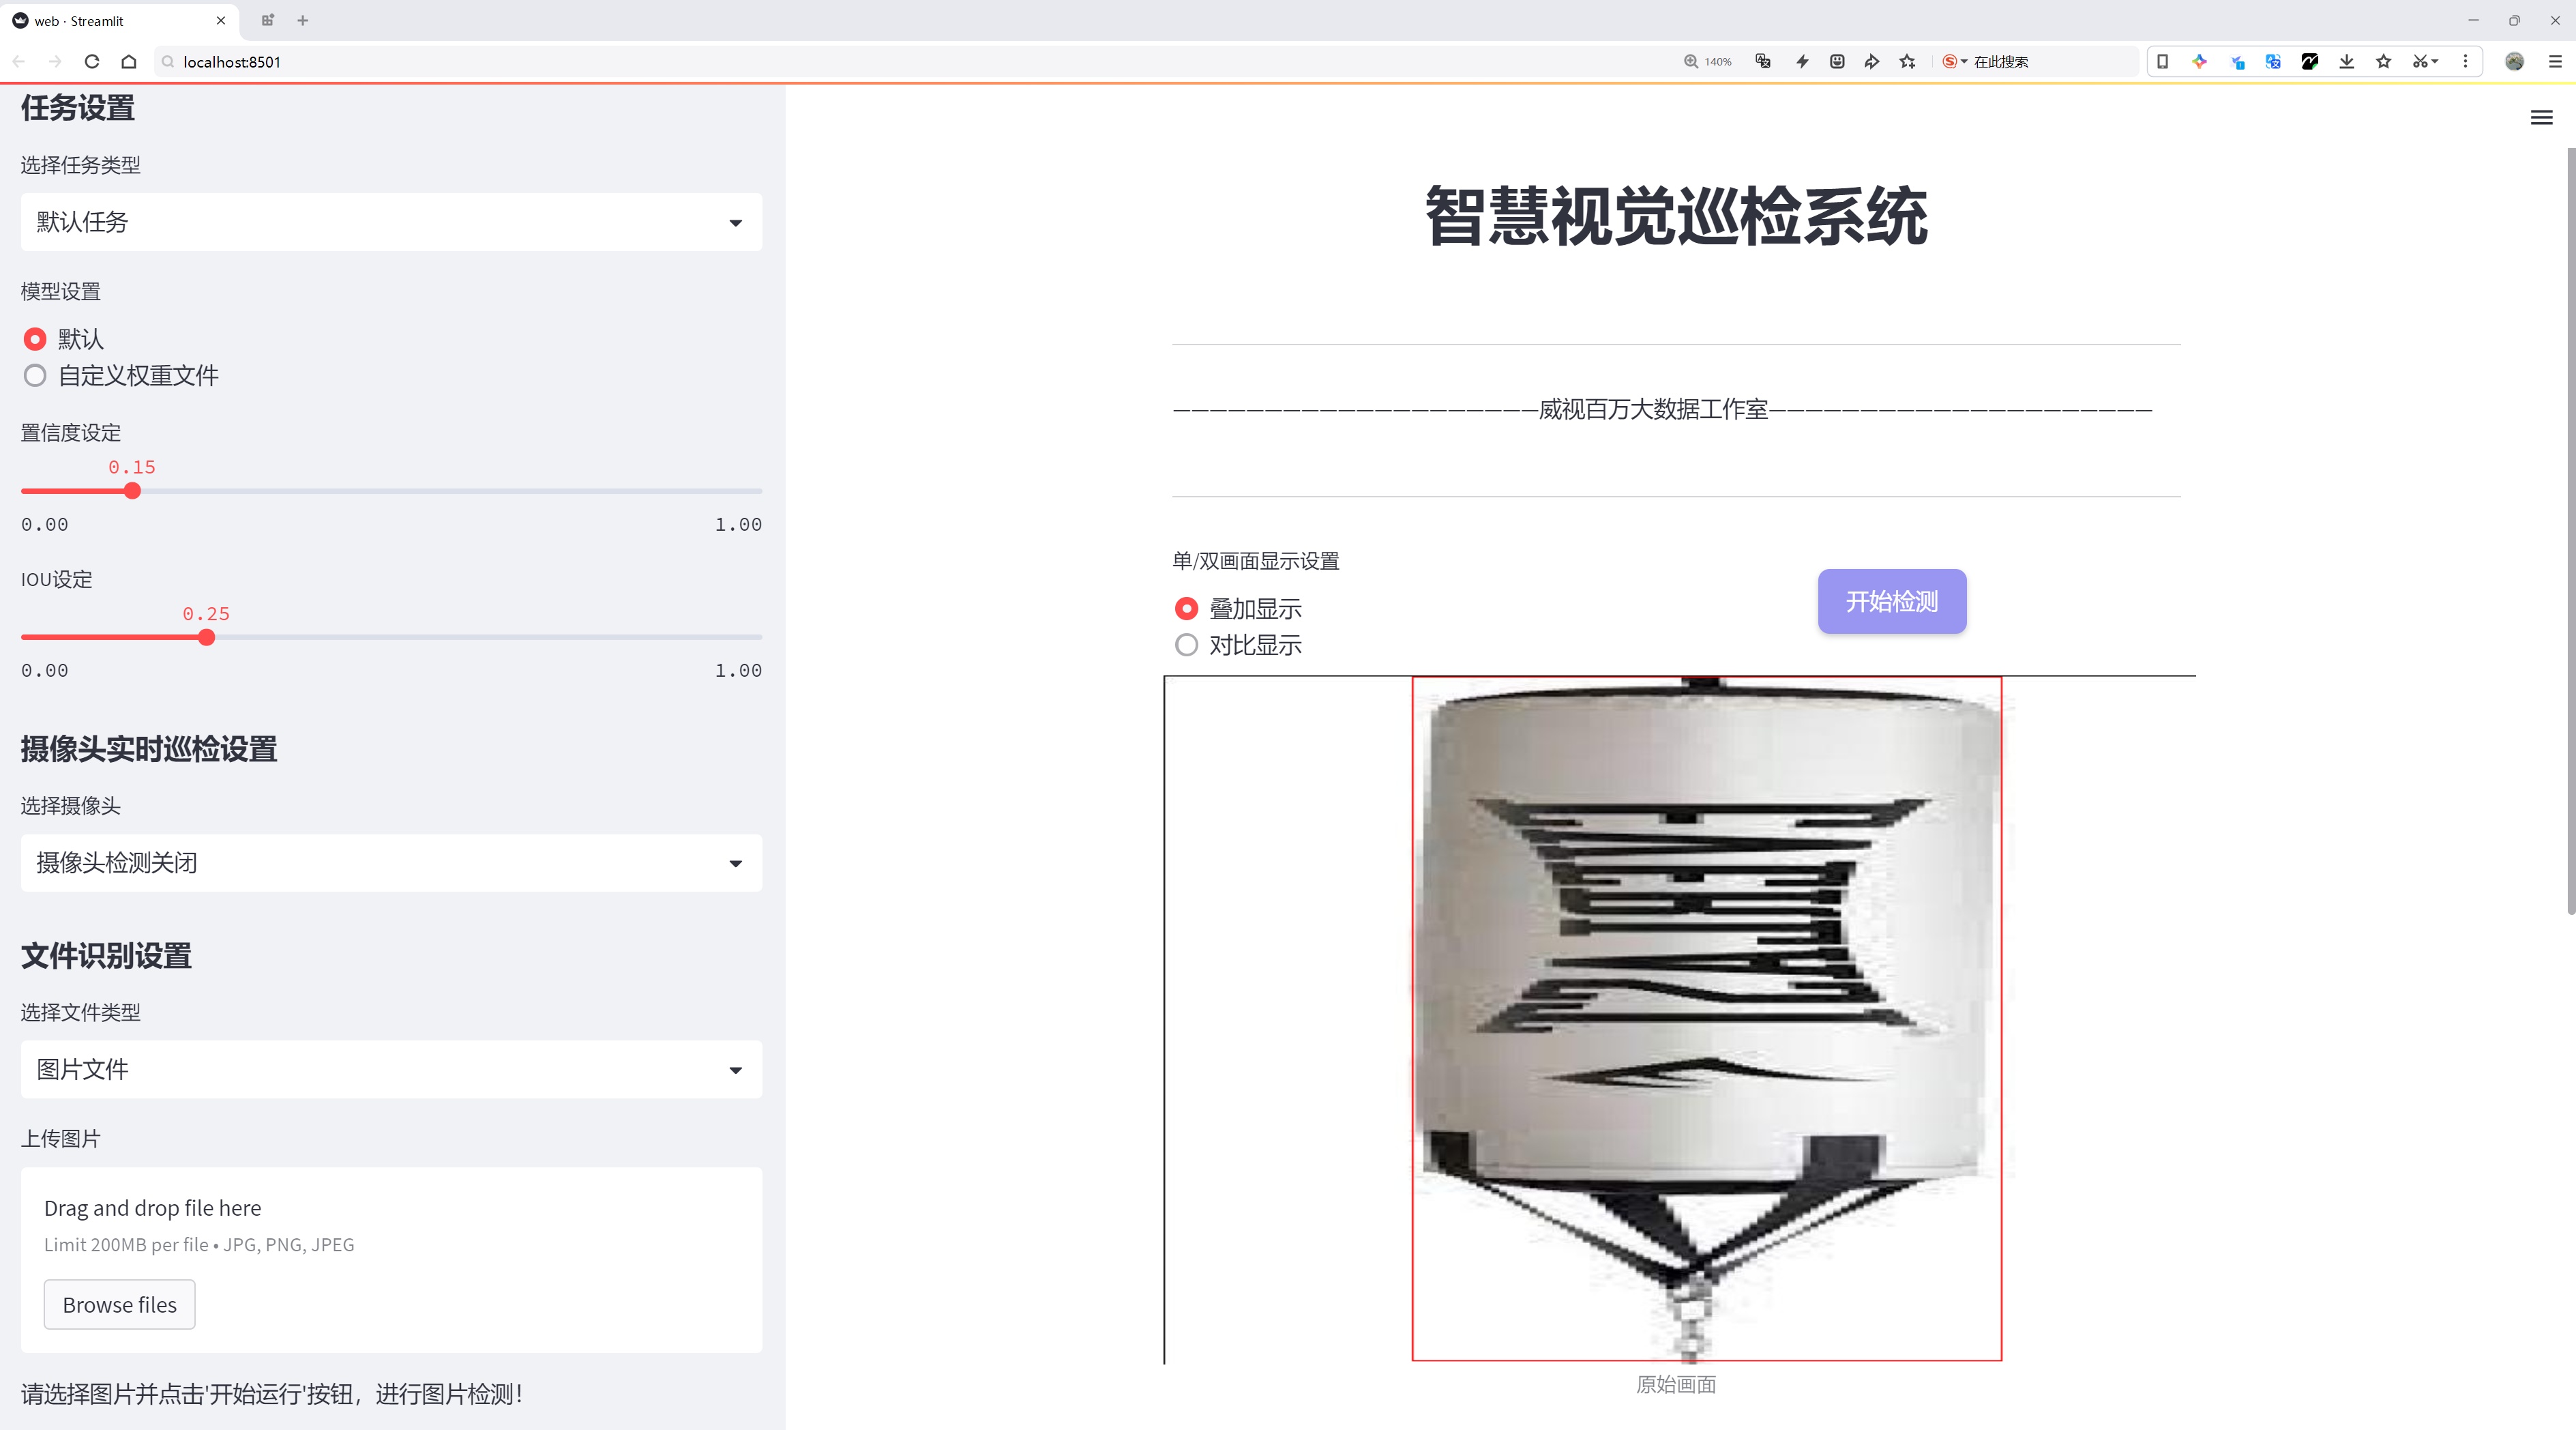 web · Streamlit
localhost:8501
140%
在此搜索
任务设置
选择任务类型
默认任务
模型设置
默认
自定义权重文件
置信度设定
0.15
0.00 1.00
IOU设定
0.25
0.00 1.00
摄像头实时巡检设置
选择摄像头
摄像头检测关闭
文件识别设置
选择文件类型
图片文件
上传图片
Drag and drop file here
Limit 200MB per file • JPG, PNG, JPEG
Browse files
请选择图片并点击'开始运行'按钮，进行图片检测！
智慧视觉巡检系统
————————————————————威视百万大数据工作室—————————————————————
单/双画面显示设置
叠加显示
对比显示
开始检测
原始画面